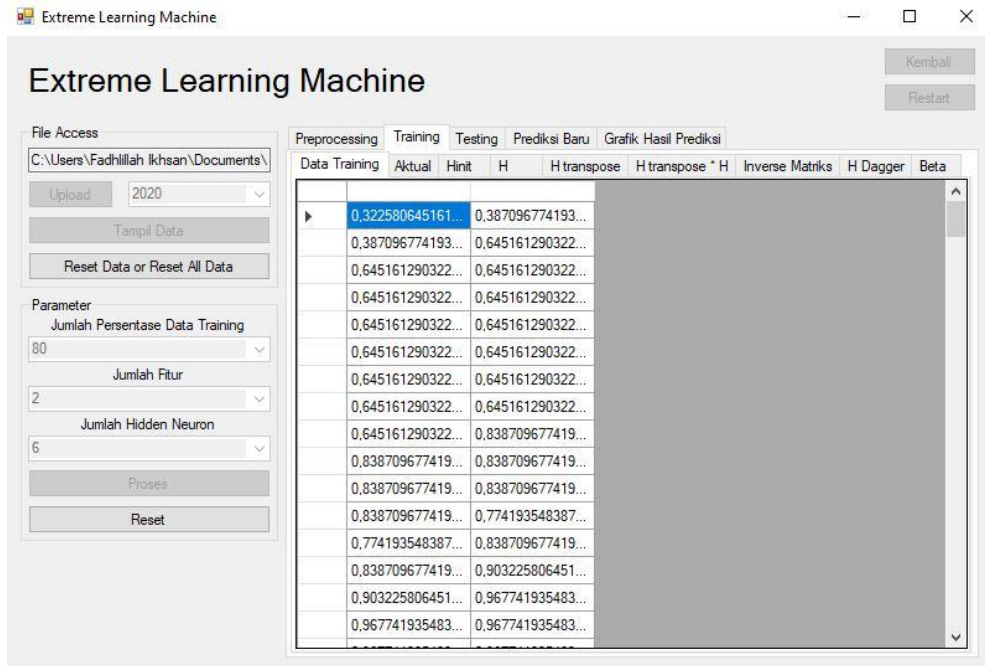 Extreme Learning Machine
Extreme Learning Machine
Kembali
Restart
File Access
C:\Users\Fadhlillah Ikhsan\Documents\
Upload 2020
Tampil Data
Reset Data or Reset All Data
Parameter
Jumlah Persentase Data Training
80
Jumlah Fitur
2
Jumlah Hidden Neuron
6
Proses
Reset
Preprocessing Training Testing Prediksi Baru Grafik Hasil Prediksi
Data Training Aktual Hinit H H transpose H transpose * H Inverse Matriks H Dagger Beta
0,322580645161... 0,387096774193...
0,387096774193... 0,645161290322...
0,645161290322... 0,645161290322...
0,645161290322... 0,645161290322...
0,645161290322... 0,645161290322...
0,645161290322... 0,645161290322...
0,645161290322... 0,645161290322...
0,645161290322... 0,645161290322...
0,645161290322... 0,838709677419...
0,838709677419... 0,838709677419...
0,838709677419... 0,838709677419...
0,838709677419... 0,774193548387...
0,774193548387... 0,838709677419...
0,838709677419... 0,903225806451...
0,903225806451... 0,967741935483...
0,967741935483... 0,967741935483...